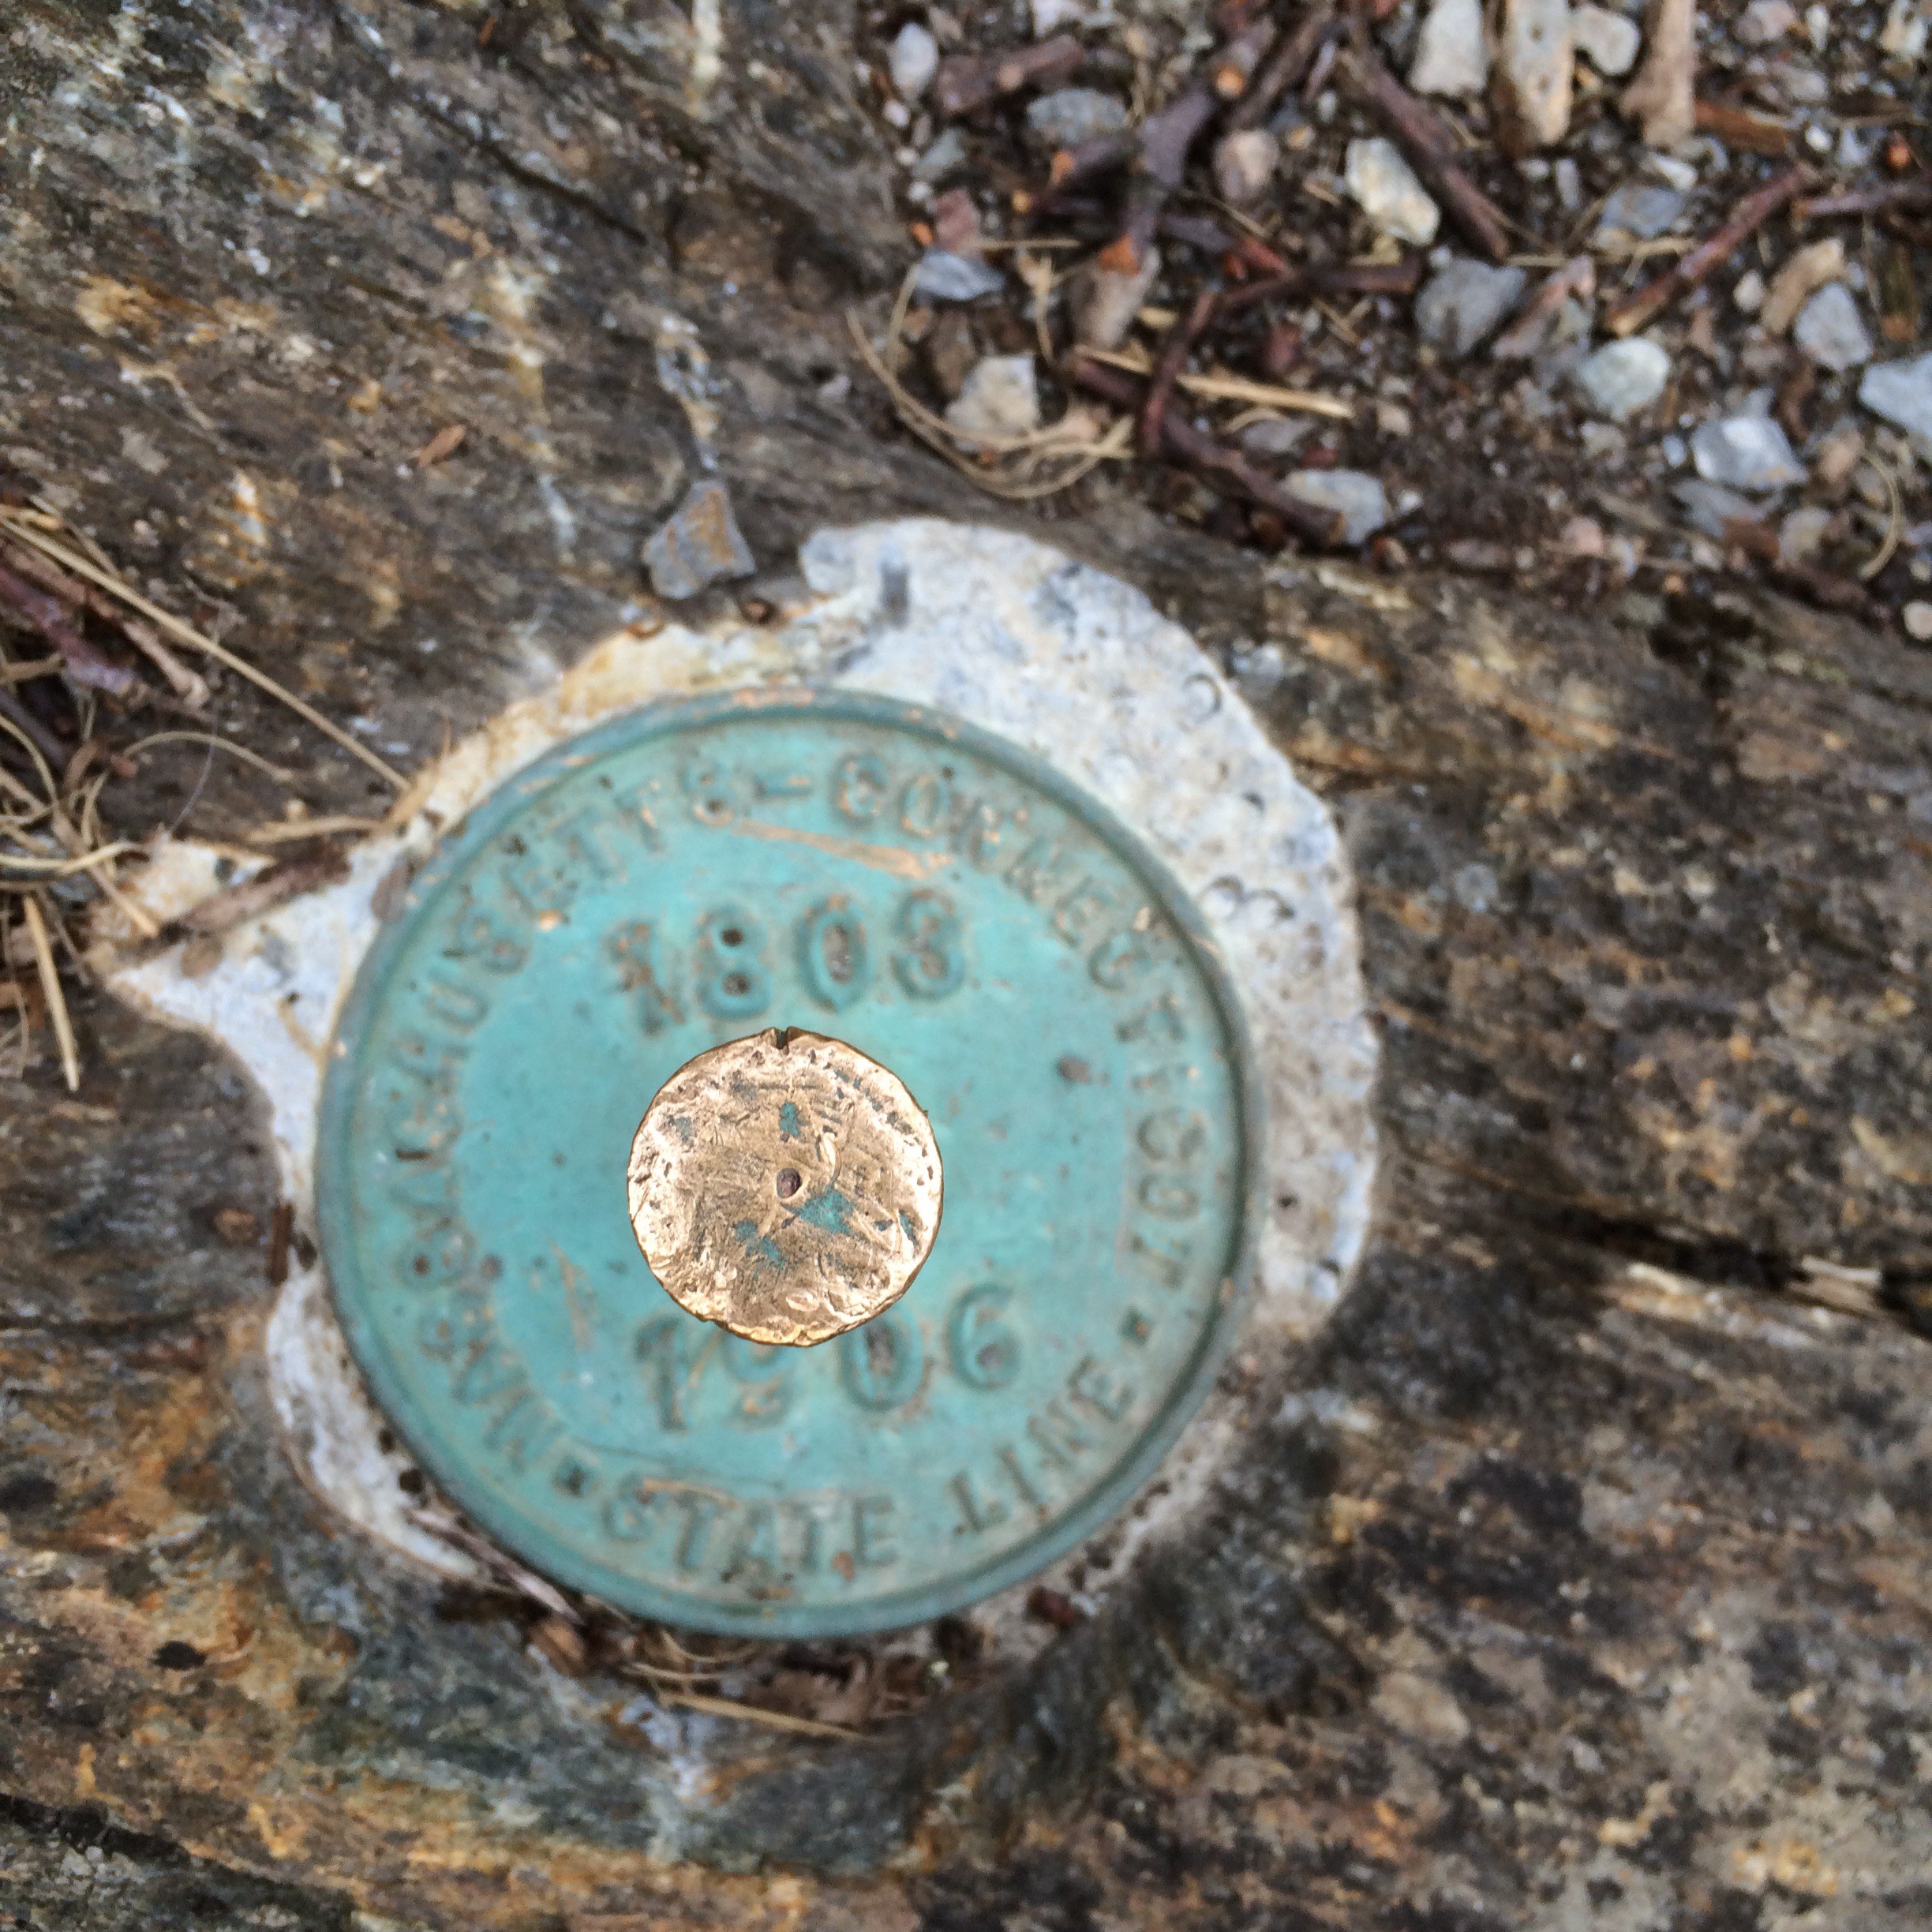 MASSACHUSETTS-CONNECTICUT
1803
1906
•STATE LINE•